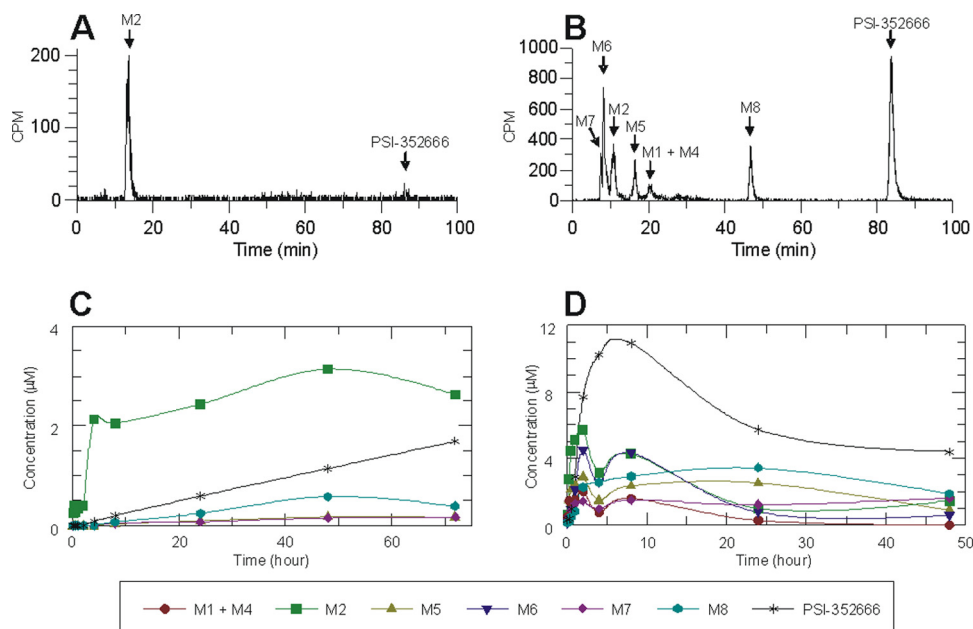 A
M2
200
100
0
CPM
PSI-352666
0 20 40 60 80 100
Time (min)
B
PSI-352666
1000
800
600
400
200
0
CPM
M6
M7
M2
M5
M1 + M4
M8
0 20 40 60 80 100
Time (min)
C
4
2
0
Concentration (µM)
0 20 40 60
Time (hour)
D
12
8
4
0
Concentration (µM)
0 10 20 30 40 50
Time (hour)
M1 + M4 M2 M5 M6 M7 M8 PSI-352666